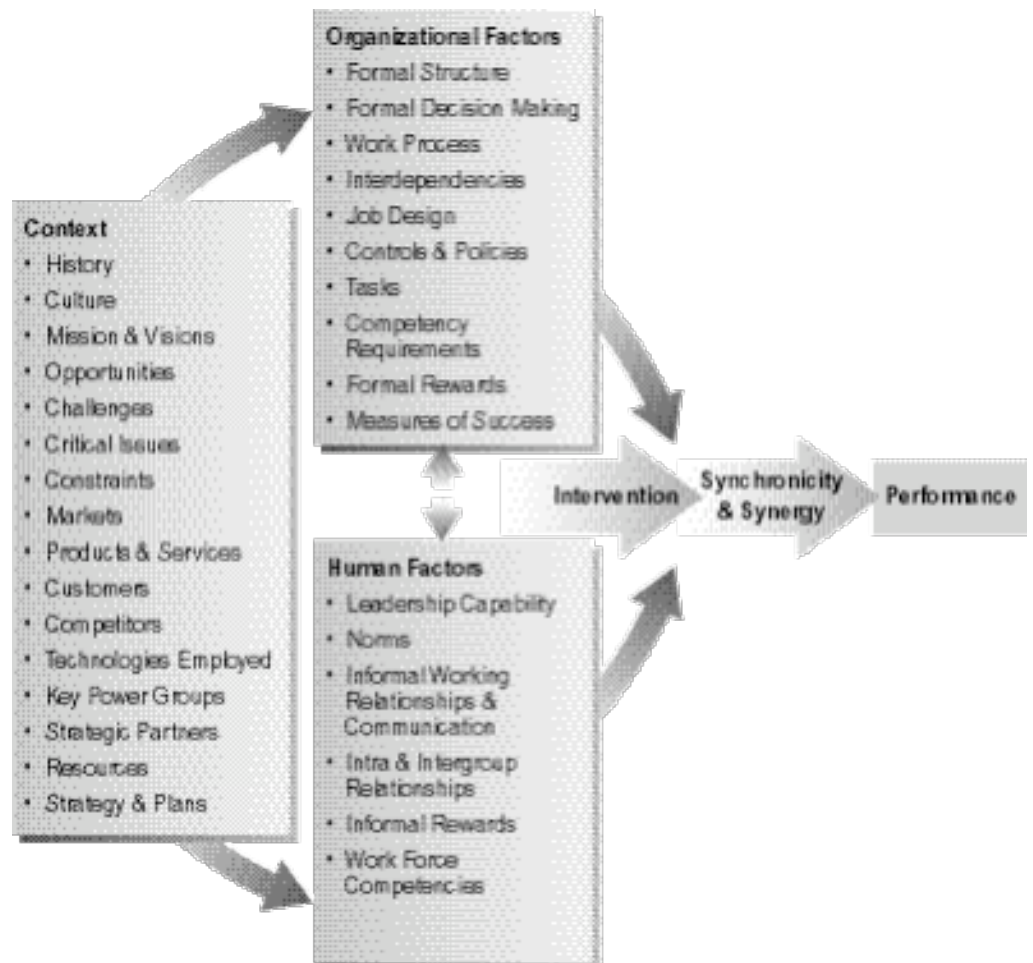 Organizational Factors
• Formal Structure
• Formal Decision Making
• Work Process
• Interdependencies
• Job Design
• Controls & Policies
• Tasks
• Competency
Requirements
• Formal Rewards
• Measures of Success
Context
• History
• Culture
• Mission & Visions
• Opportunities
• Challenges
• Critical Issues
• Constraints
• Markets
• Products & Services
• Customers
• Competitors
• Technologies Employed
• Key Power Groups
• Strategic Partners
• Resources
• Strategy & Plans
Human Factors
• Leadership Capability
• Norms
• Informal Working
Relationships &
Communication
• Intra & Intergroup
Relationships
• Informal Rewards
• Work Force
Competencies
Intervention
Synchronicity
& Synergy
Performance